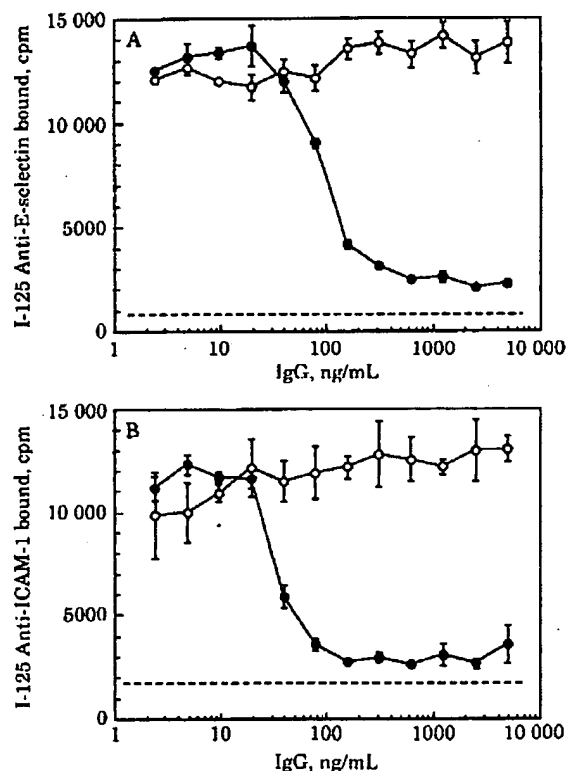 A
15 000
10 000
5000
0
I-125 Anti-E-selectin bound, cpm
1 10 100 1000 10 000
IgG, ng/mL
B
15 000
10 000
5000
0
I-125 Anti-ICAM-1 bound, cpm
1 10 100 1000 10 000
IgG, ng/mL